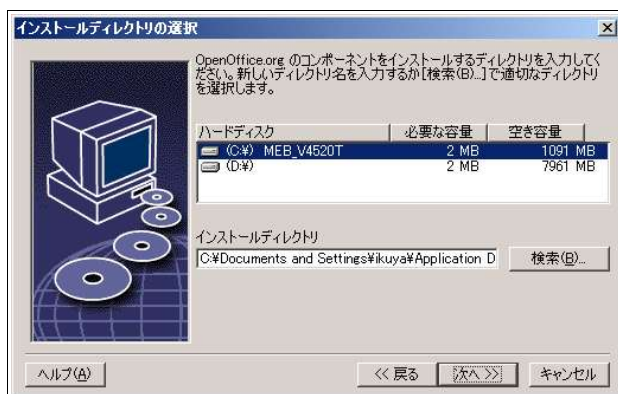 インストールディレクトリの選択
OpenOffice.org のコンポーネントをインストールするディレクトリを入力してく
ださい。新しいディレクトリ名を入力するか[検索(B)...]で適切なディレクトリ
を選択します。
ハードディスク 必要な容量 空き容量
(C:¥) MEB_V4520T 2 MB 1091 MB
(D:¥) 2 MB 7961 MB
インストールディレクトリ
C:¥Documents and Settings¥ikuya¥Application D 検索(B)...
ヘルプ(A) << 戻る 次へ >> キャンセル